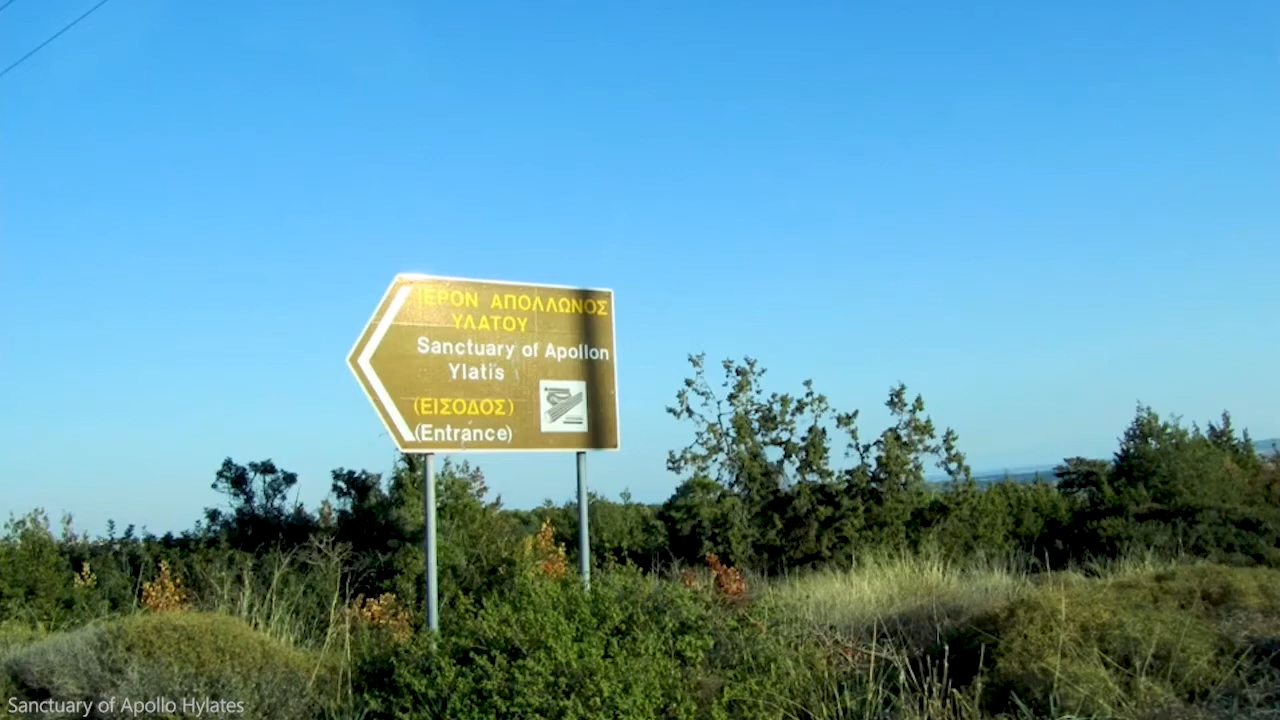 ΙΕΡΟΝ ΑΠΟΛΛΩΝΟΣ
ΥΛΑΤΟΥ
Sanctuary of Apollon
Ylatis
(ΕΙΣΟΔΟΣ)
(Entrance)
Sanctuary of Apollo Hylates